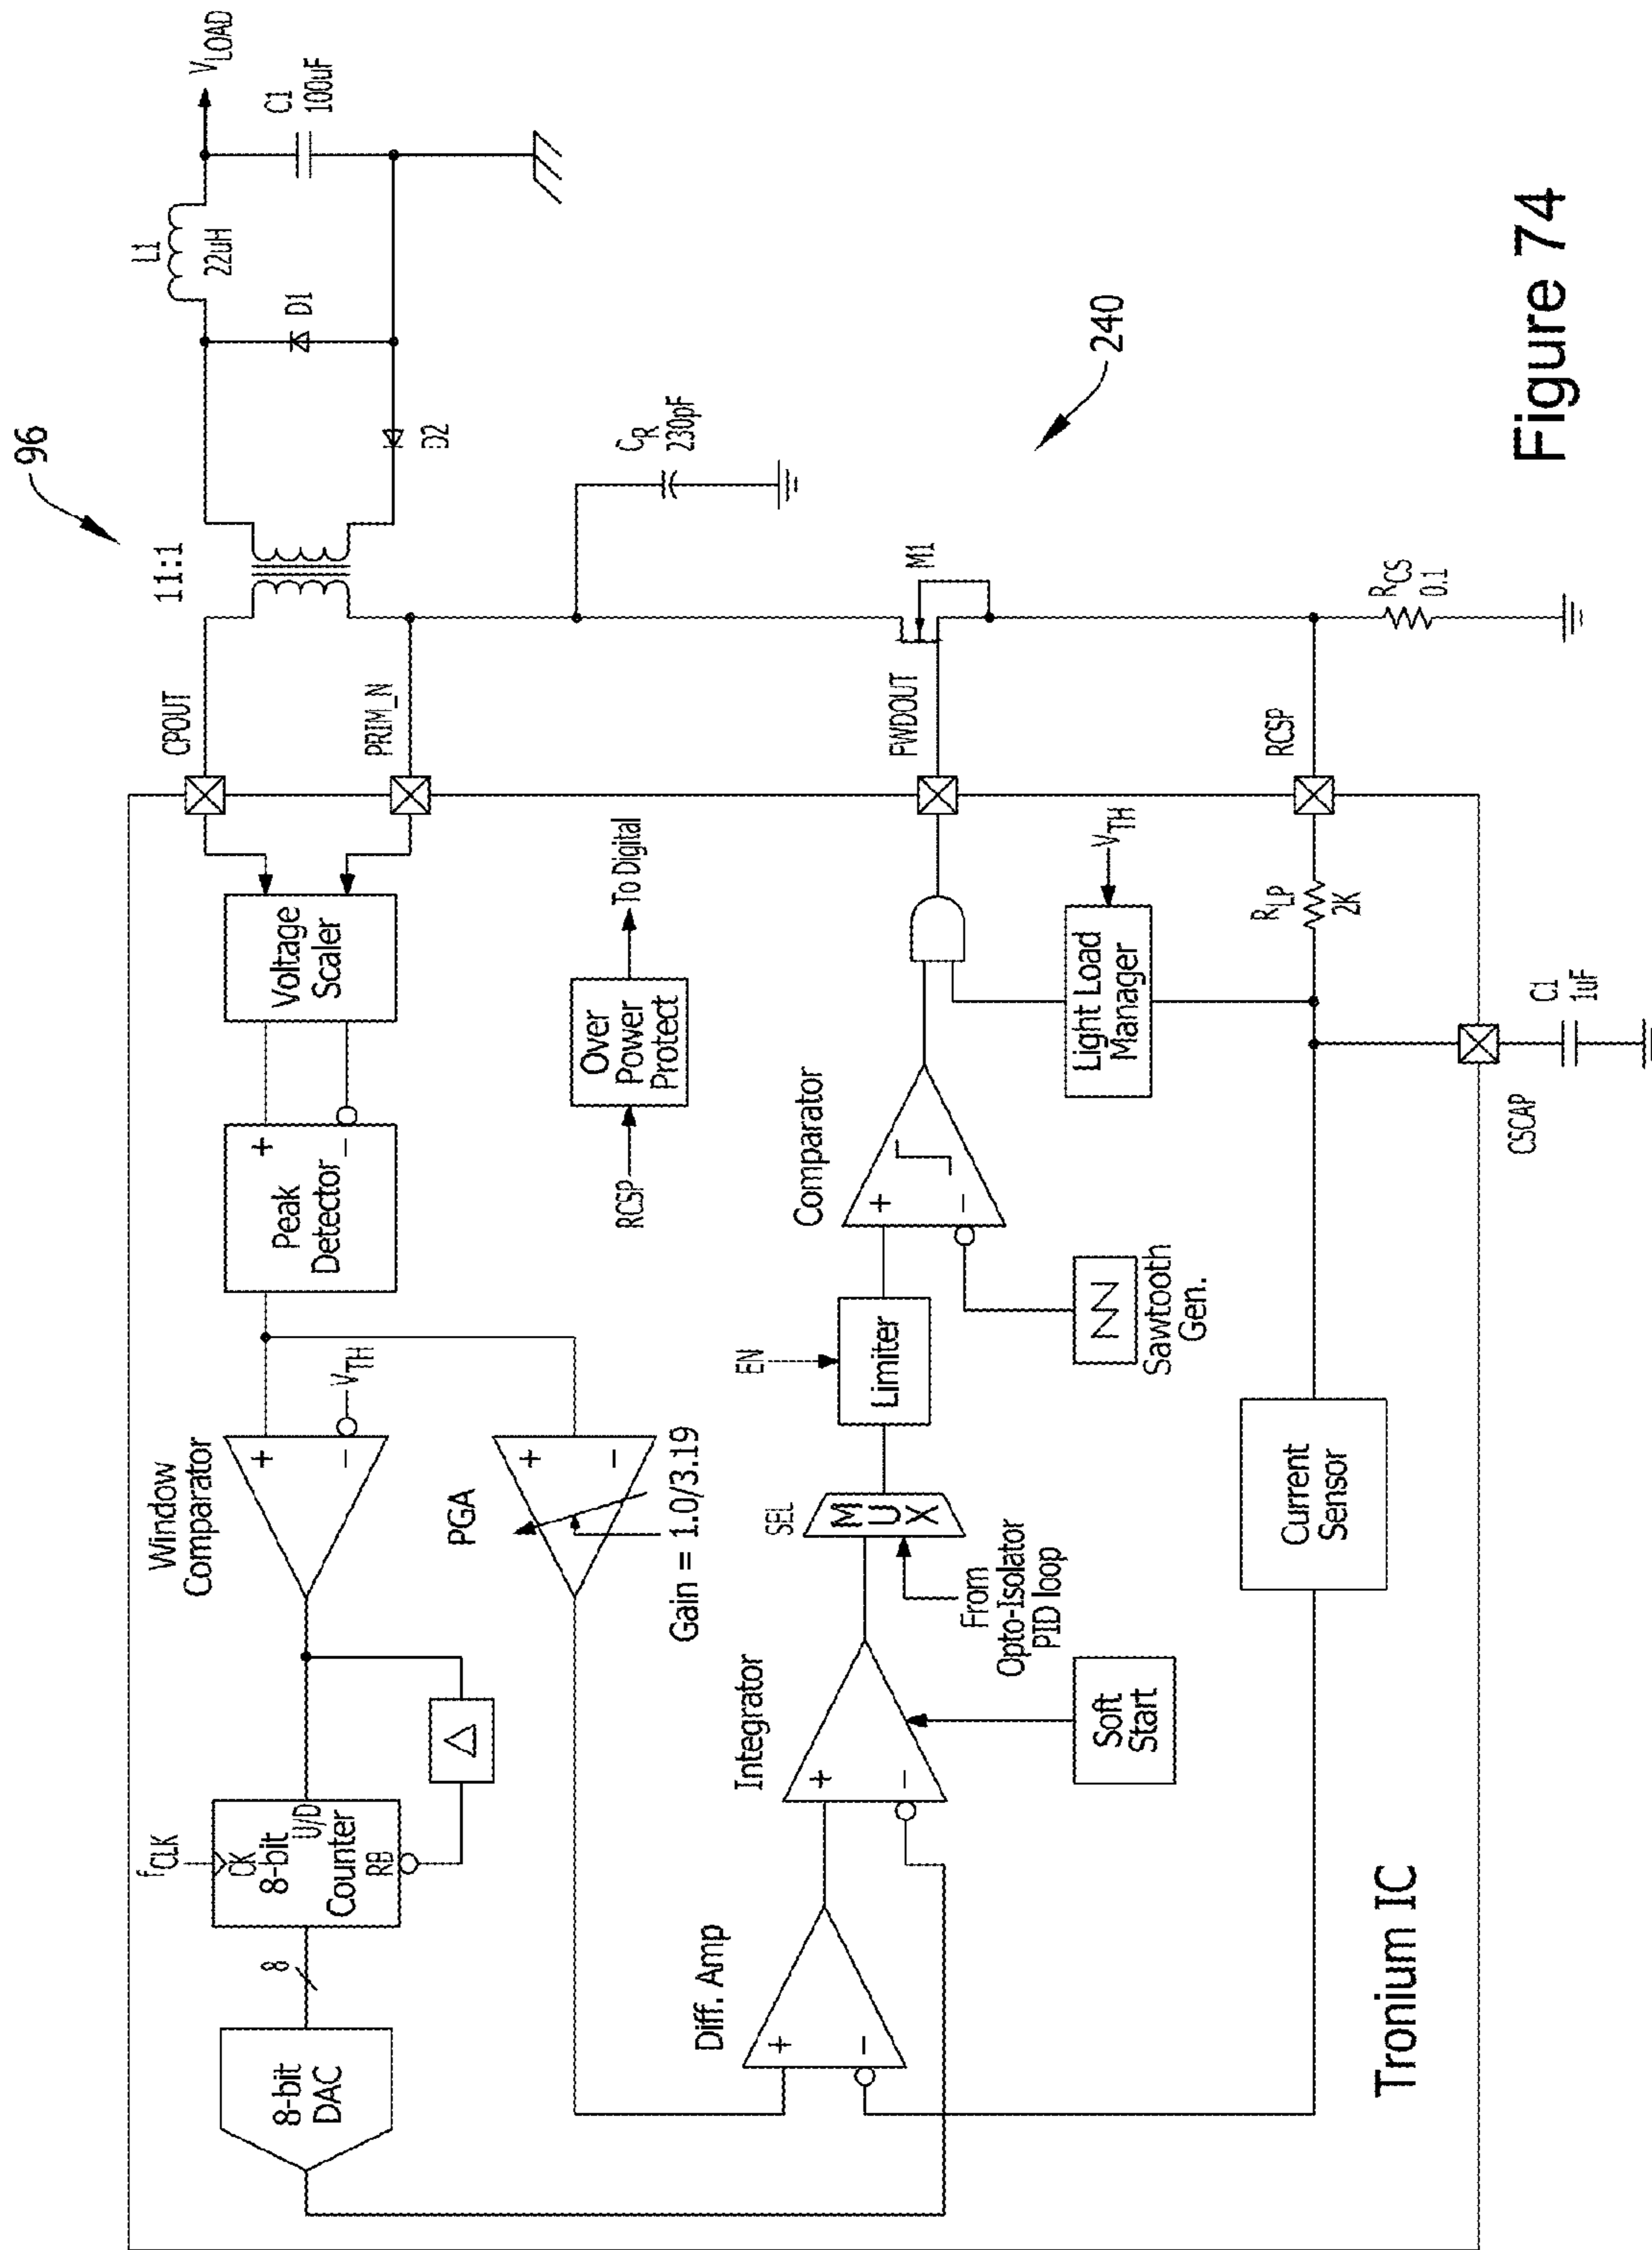 96
11:1
CPOUT
PRIM_N
L1
22uH
D1
D2
C1
100uF
VLOAD
CR
230pF
240
M1
FWDOUT
RCSP
RCS
0.1
Voltage
Scaler
Peak
Detector
+
−
Window
Comparator
+
−
VTH
fCLK
CK
8-bit
U/D
Counter
RB
Δ
8
8-bit
DAC
PGA
+
−
Gain = 1.0/3.19
RCSP
Over
Power
Protect
To Digital
Diff. Amp
+
−
Integrator
+
−
Soft
Start
SEL
MUX
From
Opto-Isolator
PID loop
EN
Limiter
Comparator
+
−
Sawtooth
Gen.
Light Load
Manager
VTH
RLP
2K
Current
Sensor
CSCAP
C1
1uF
Tronium IC
Figure 74